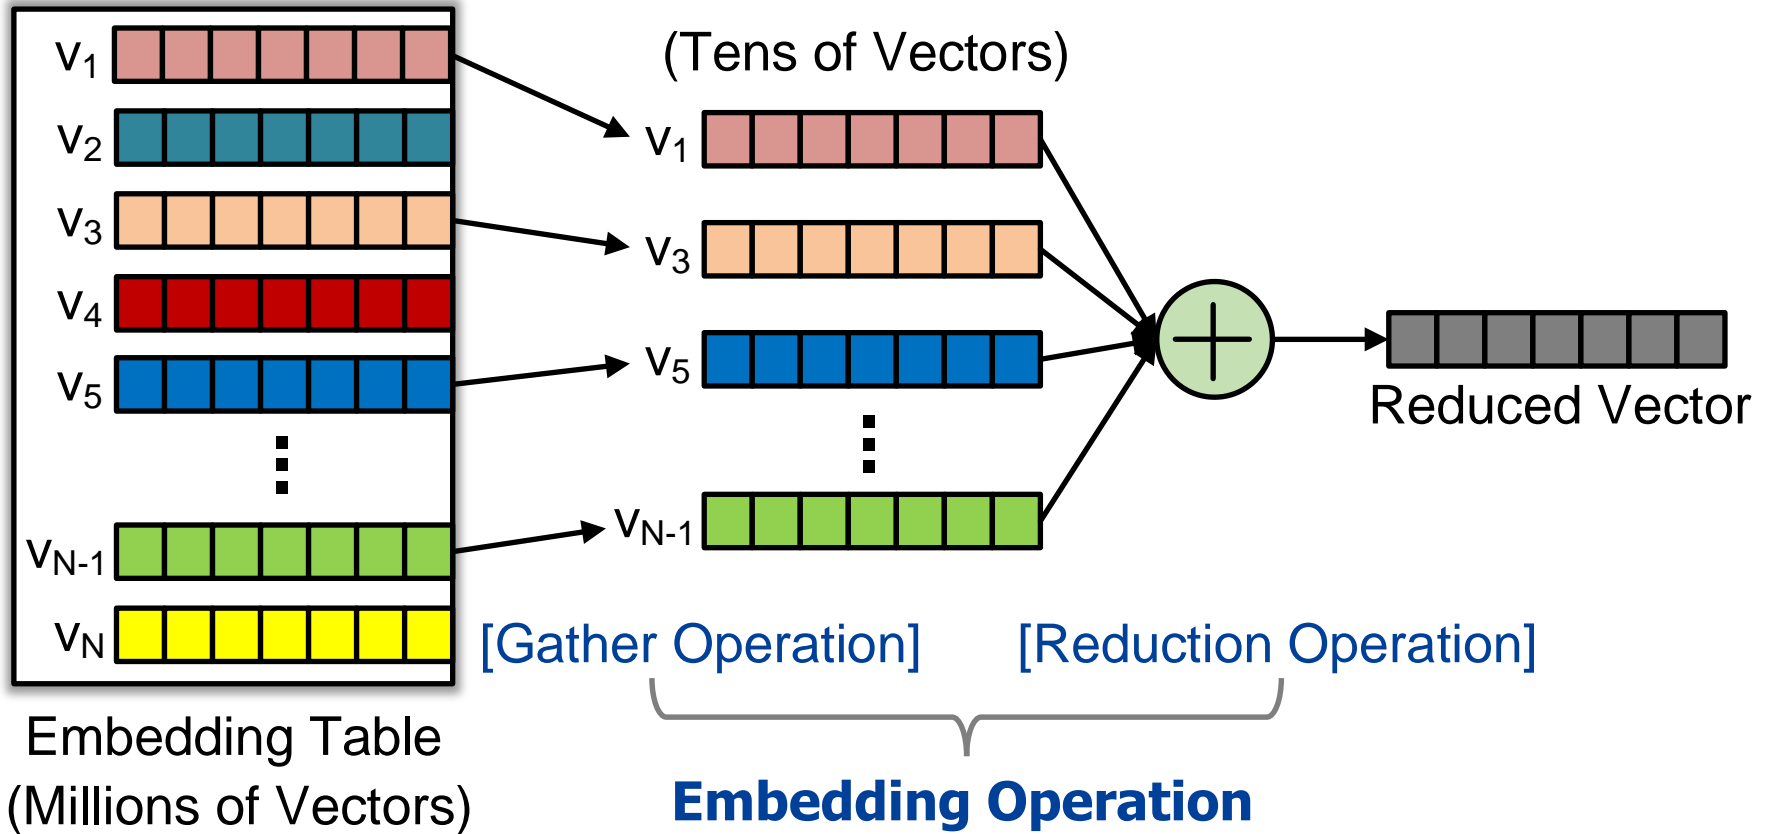 v1
v2
v3
v4
v5
vN-1
vN
Embedding Table
(Millions of Vectors)
(Tens of Vectors)
v1
v3
v5
vN-1
Reduced Vector
[Gather Operation]
[Reduction Operation]
Embedding Operation